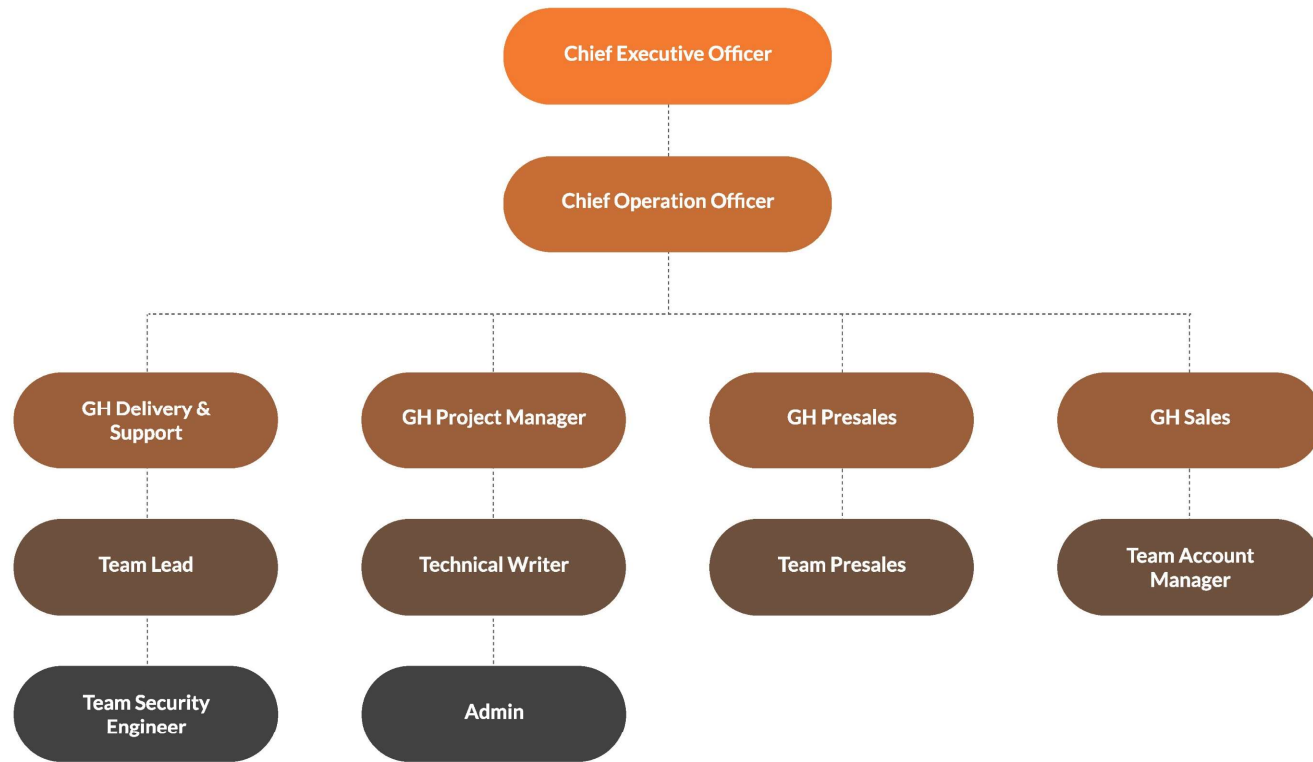 Chief Executive Officer
Chief Operation Officer
GH Delivery &
Support
GH Project Manager
GH Presales
GH Sales
Team Lead
Technical Writer
Team Presales
Team Account
Manager
Team Security
Engineer
Admin